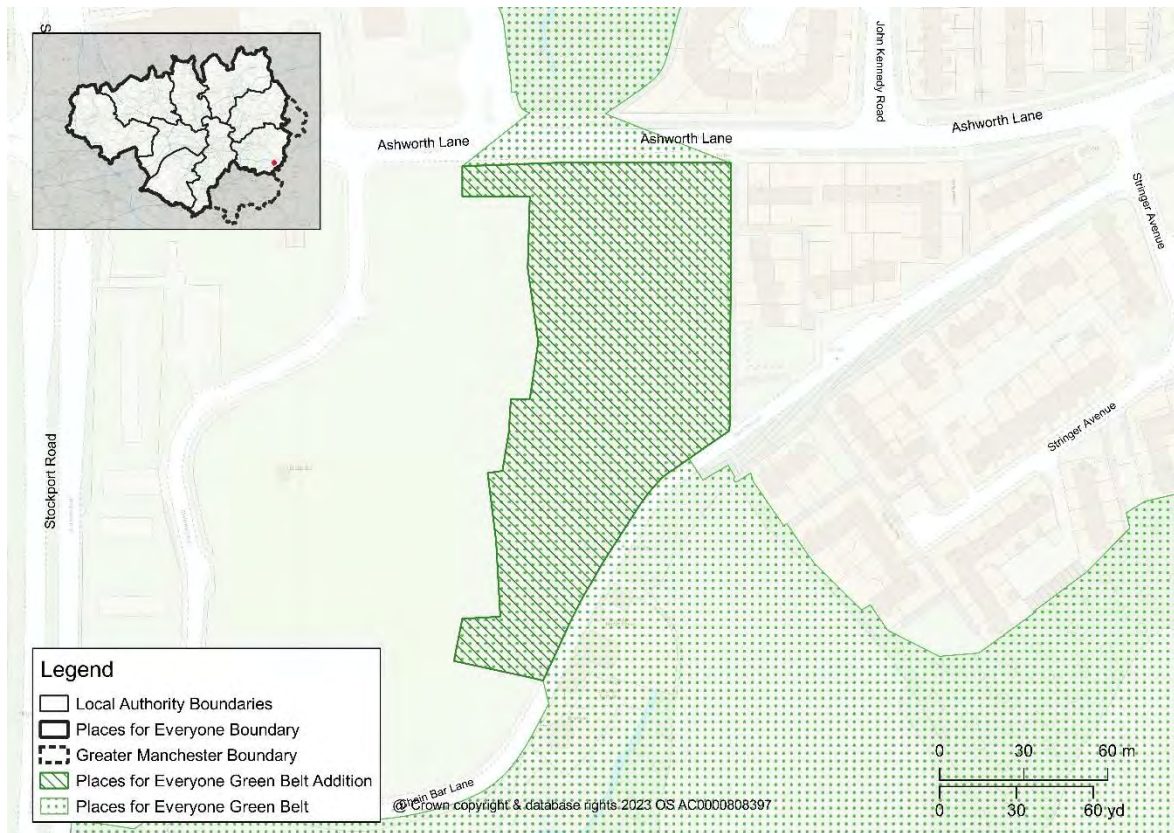 S
Ashworth Lane
Ashworth Lane
John Kennedy Road
Ashworth Lane
Stringer Avenue
Stringer Avenue
Stockport Road
Legend
Local Authority Boundaries
Places for Everyone Boundary
Greater Manchester Boundary
Places for Everyone Green Belt Addition
Places for Everyone Green Belt
Chain Bar Lane
@ Crown copyright & database rights 2023 OS AC0000808397
0 30 60 m
0 30 60 yd